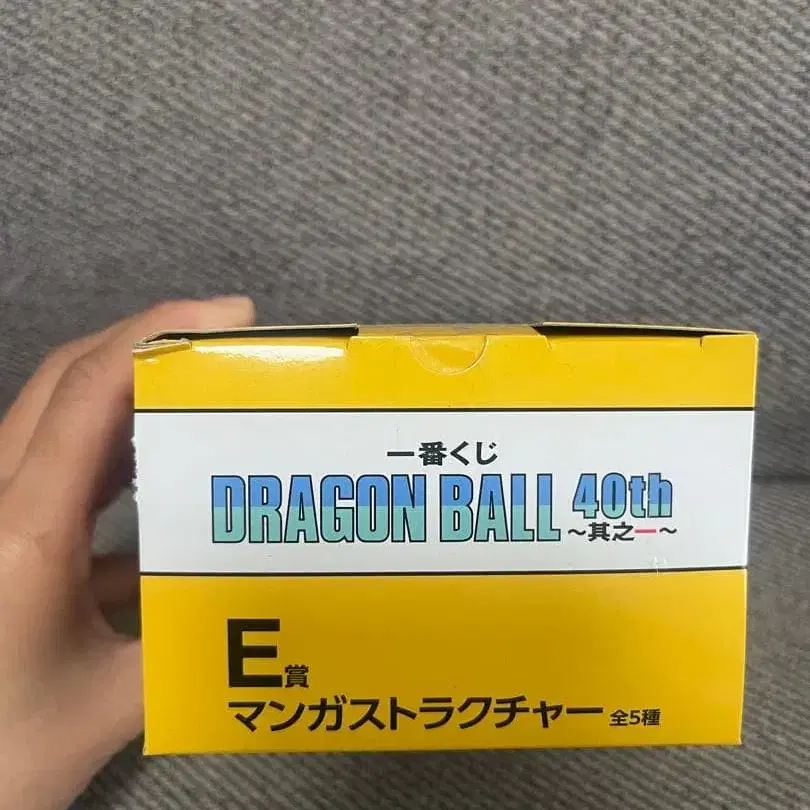 一番くじ
DRAGON BALL 40th
～其之一～
E賞
マンガストラクチャー 全5種